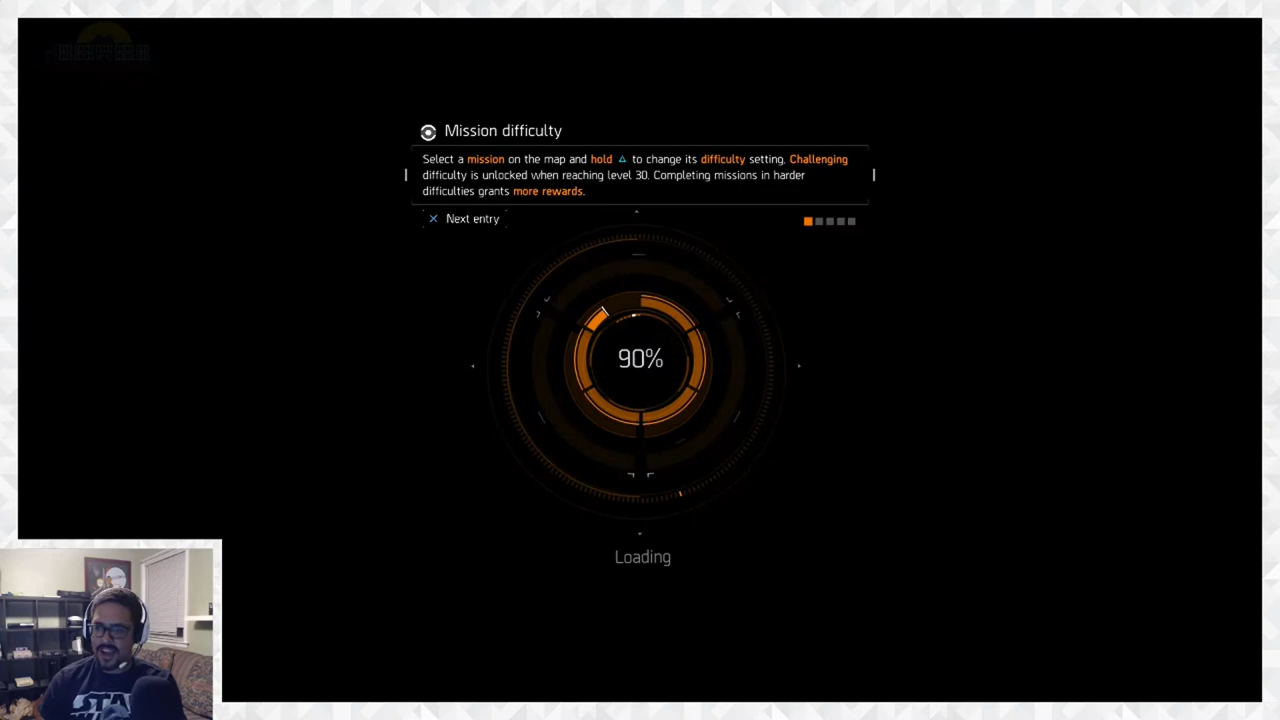 Mission difficulty
Select a mission on the map and hold △ to change its difficulty setting. Challenging
difficulty is unlocked when reaching level 30. Completing missions in harder
difficulties grants more rewards.
✕ Next entry
90%
Loading
STA